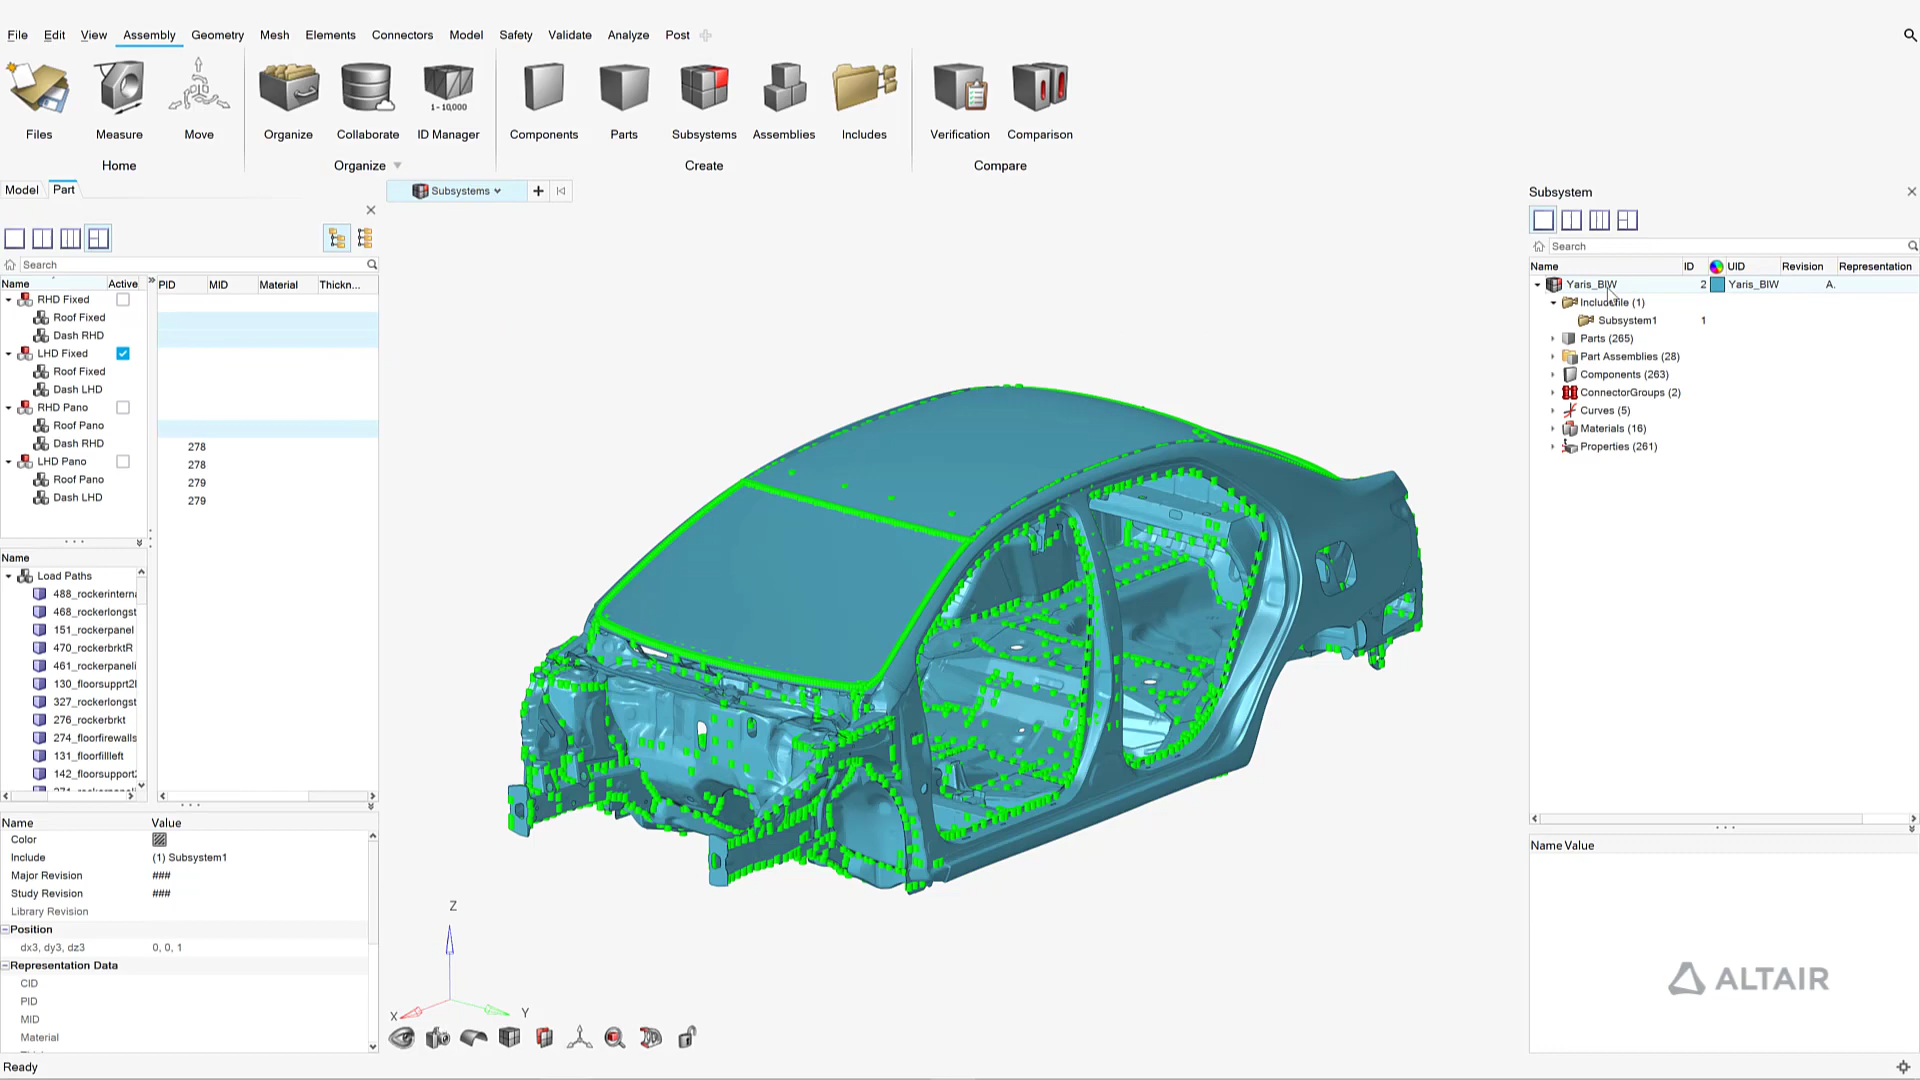 File Edit View Assembly Geometry Mesh Elements Connectors Model Safety Validate Analyze Post
1-10,000
Files Measure Move Organize Collaborate ID Manager Components Parts Subsystems Assemblies Includes Verification Comparison
Home Organize Create Compare
Model Part
Subsystems
Search
Name Active PID MID Material Thickn...
RHD Fixed
Roof Fixed
Dash RHD
LHD Fixed
Roof Fixed
Dash LHD
RHD Pano
Roof Pano
Dash RHD
278
LHD Pano
278
Roof Pano
279
Dash LHD
279
Name
Load Paths
488_rockerintern
468_rockerlongst
151_rockerpanel
470_rockerbrktR
461_rockerpaneli
130_floorsupprt2
327_rockerlongst
276_rockerbrkt
274_floorfirewalls
131_floorfillleft
142_floorsupport
Name Value
Color
Include (1) Subsystem1
Major Revision ###
Study Revision ###
Library Revision
Position
dx3, dy3, dz3 0, 0, 1
Representation Data
CID
PID
MID
Material
Ready
Z
X
Y
Subsystem
Search
Name ID UID Revision Representation
Yaris_BIW 2 Yaris_BIW A.
Includefile (1)
Subsystem1 1
Parts (265)
Part Assemblies (28)
Components (263)
ConnectorGroups (2)
Curves (5)
Materials (16)
Properties (261)
Name Value
ALTAIR